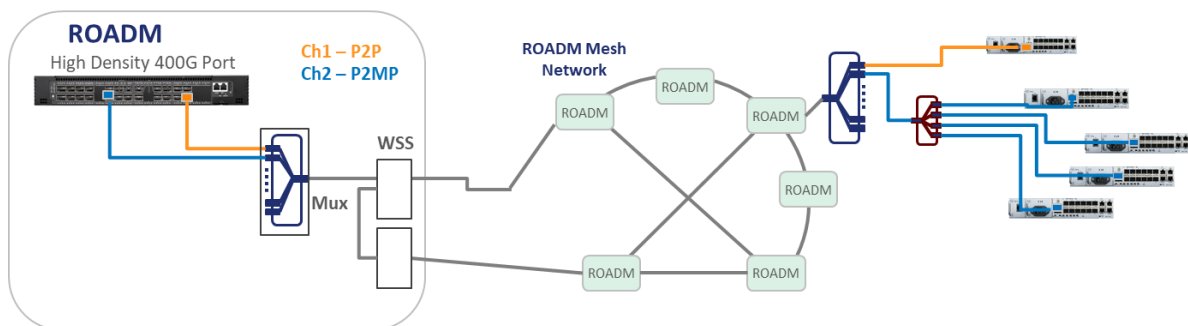 ROADM
High Density 400G Port
Ch1 – P2P
Ch2 – P2MP
Mux
WSS
ROADM Mesh
Network
ROADM
ROADM
ROADM
ROADM
ROADM
ROADM